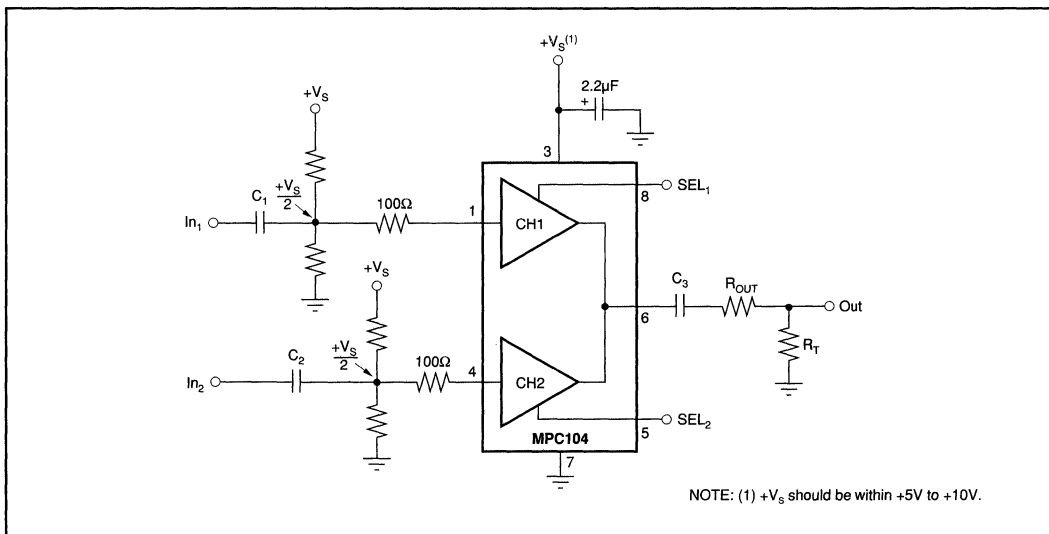 +VS(1)
2.2µF
+
+VS
3
C1
+VS
2
100Ω
1
In1
CH1
8
SEL1
+VS
C3
ROUT
6
Out
RT
C2
+VS
2
100Ω
4
In2
CH2
5
SEL2
MPC104
7
NOTE: (1) +VS should be within +5V to +10V.